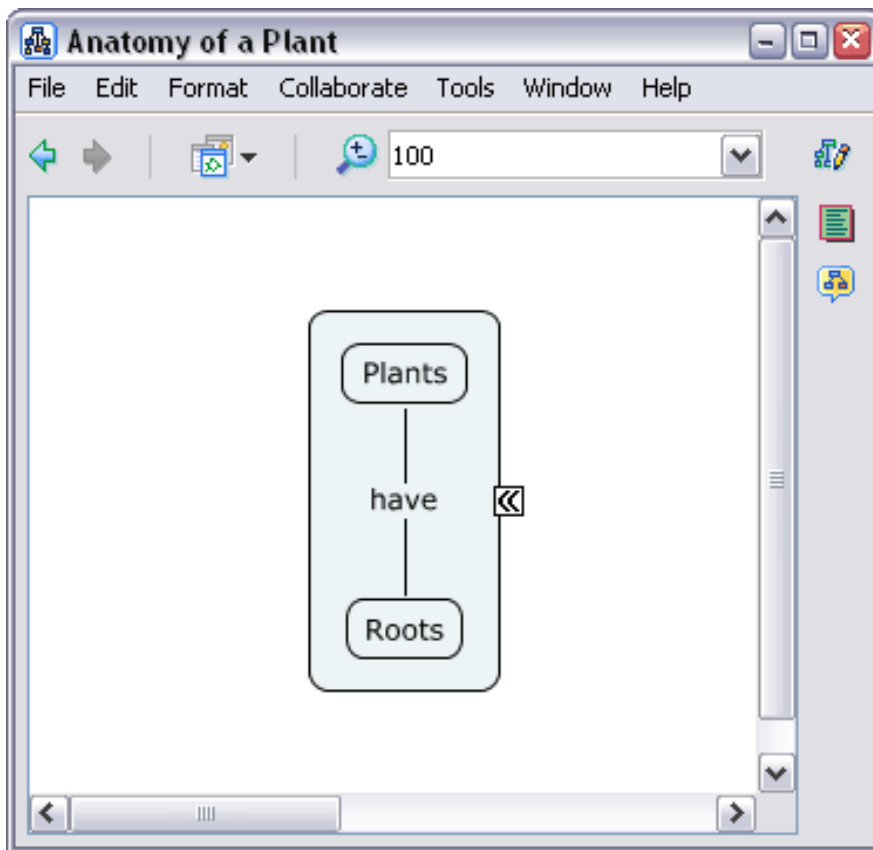 Anatomy of a Plant
File Edit Format Collaborate Tools Window Help
100
Plants
have
Roots